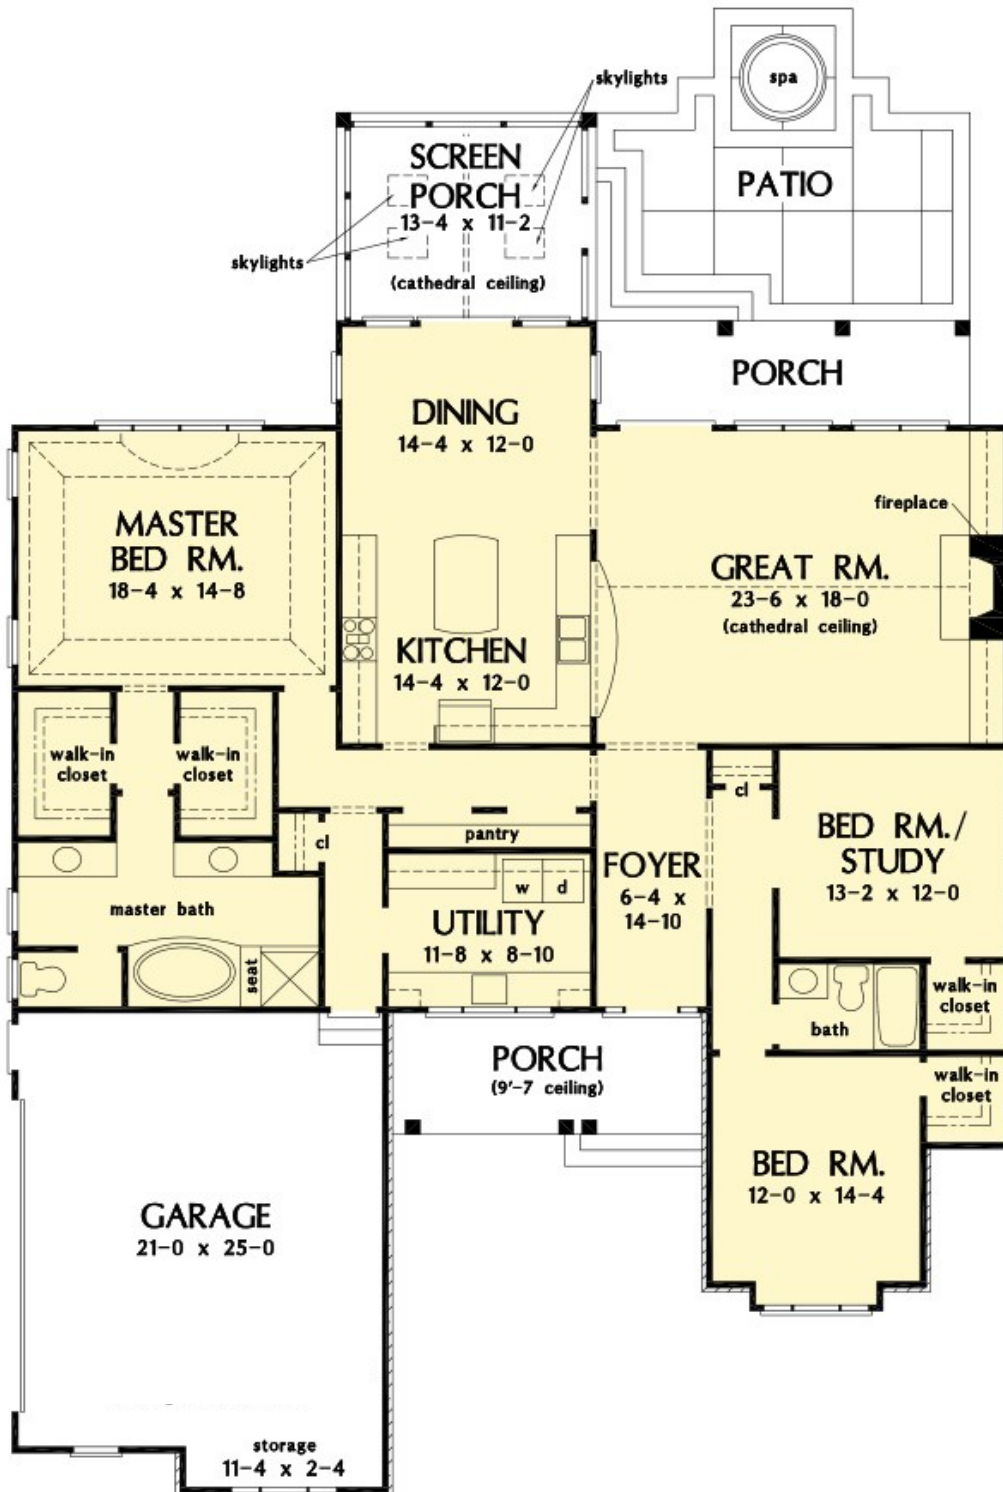 spa
skylights
SCREEN
PORCH
13-4 x 11-2
(cathedral ceiling)
skylights
PATIO
PORCH
DINING
14-4 x 12-0
MASTER
BED RM.
18-4 x 14-8
fireplace
GREAT RM.
23-6 x 18-0
(cathedral ceiling)
KITCHEN
14-4 x 12-0
walk-in
closet
walk-in
closet
cl
pantry
cl
BED RM./
STUDY
13-2 x 12-0
FOYER
6-4 x
14-10
w d
UTILITY
11-8 x 8-10
master bath
seat
walk-in
closet
bath
PORCH
(9'-7 ceiling)
walk-in
closet
BED RM.
12-0 x 14-4
GARAGE
21-0 x 25-0
storage
11-4 x 2-4